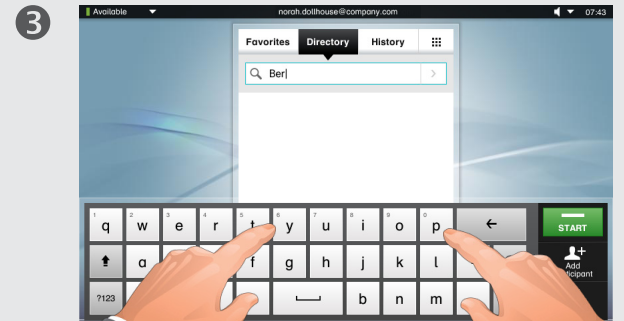 3
Available norah.dollhouse@company.com 07:43
Favorites Directory History
Ber
1 2 3 4 5 6 7 8 9 0
q w e r t y u i o p
START
a f g h j k l
Add
?123 b n m